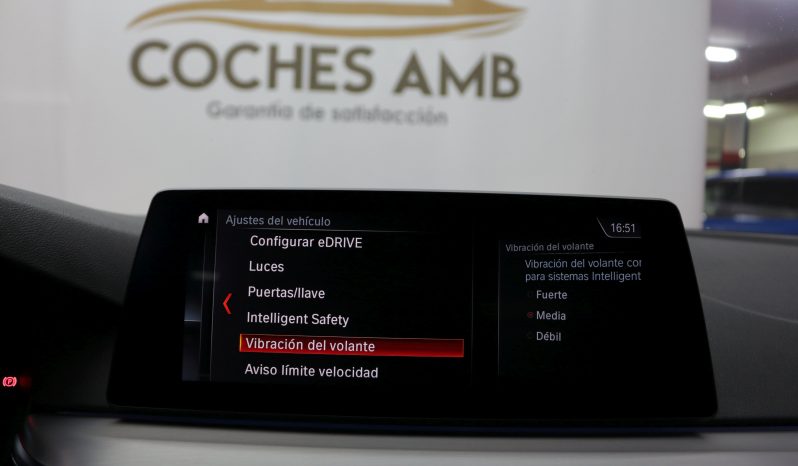 COCHES AMB
Garantía de satisfacción
Ajustes del vehículo
16:51
Configurar eDRIVE
Luces
Puertas/llave
Intelligent Safety
Vibración del volante
Aviso límite velocidad
Vibración del volante
Vibración del volante cor
para sistemas Intelligent
Fuerte
Media
Débil
P